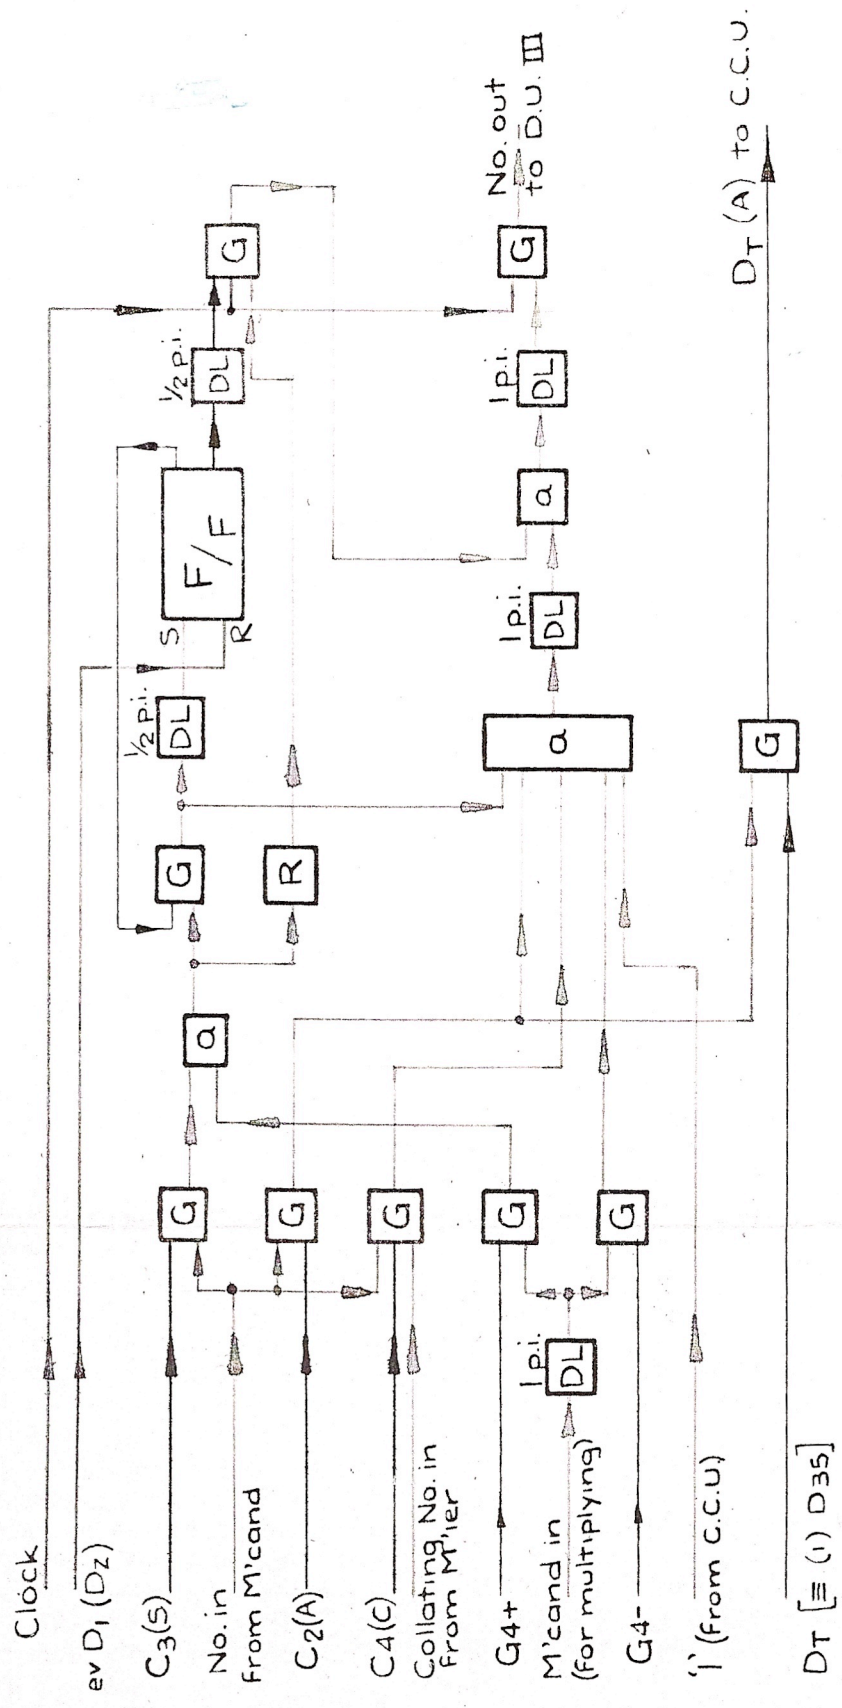 Clock
ev D1 (Dz)
C3(S)
No. in
from M'cand
C2(A)
C4(C)
Collating No. in
from M'ier
G4+
M'cand in
(for multiplying)
G4-
'1' (from C.C.U.)
DT [≡ (1) D35]
G
G
G
G
G
1 p.i.
DL
a
G
R
½ p.i.
DL
S
R
F/F
½ p.i.
DL
G
a
1 p.i.
DL
a
1 p.i.
DL
G
No. out
to D.U. III
G
DT (A) to C.C.U.